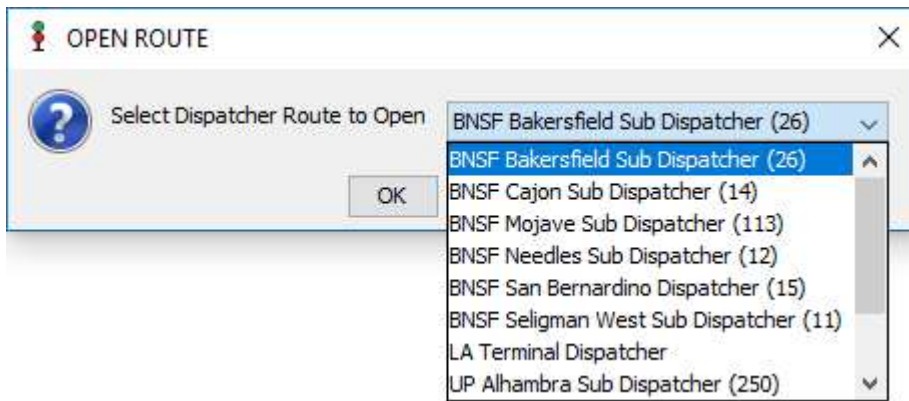 OPEN ROUTE
Select Dispatcher Route to Open
BNSF Bakersfield Sub Dispatcher (26)
BNSF Bakersfield Sub Dispatcher (26)
BNSF Cajon Sub Dispatcher (14)
OK
BNSF Mojave Sub Dispatcher (113)
BNSF Needles Sub Dispatcher (12)
BNSF San Bernardino Dispatcher (15)
BNSF Seligman West Sub Dispatcher (11)
LA Terminal Dispatcher
UP Alhambra Sub Dispatcher (250)